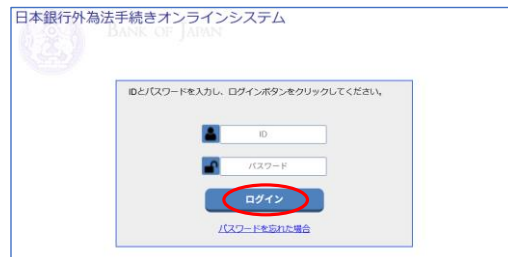 日本銀行外為法手続きオンラインシステム
BANK OF JAPAN
IDとパスワードを入力し、ログインボタンをクリックしてください。
ID
パスワード
ログイン
パスワードを忘れた場合